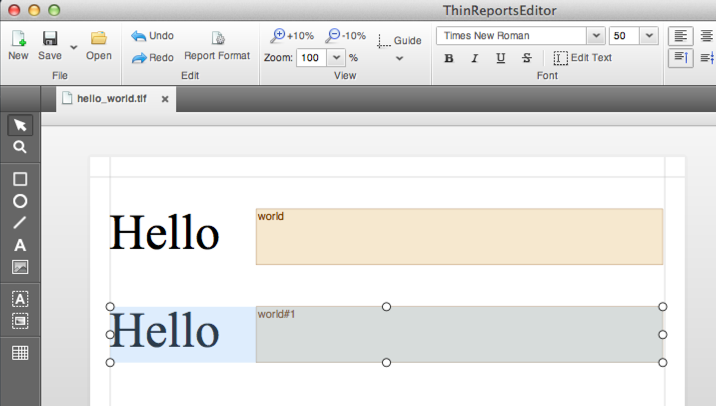 ThinReportsEditor
New Save Open Undo Redo Report Format +10% -10% Guide
Zoom: 100 %
Times New Roman 50
B I U S Edit Text
File Edit View Font
hello_world.tlf
A
A
Hello world
Hello world#1